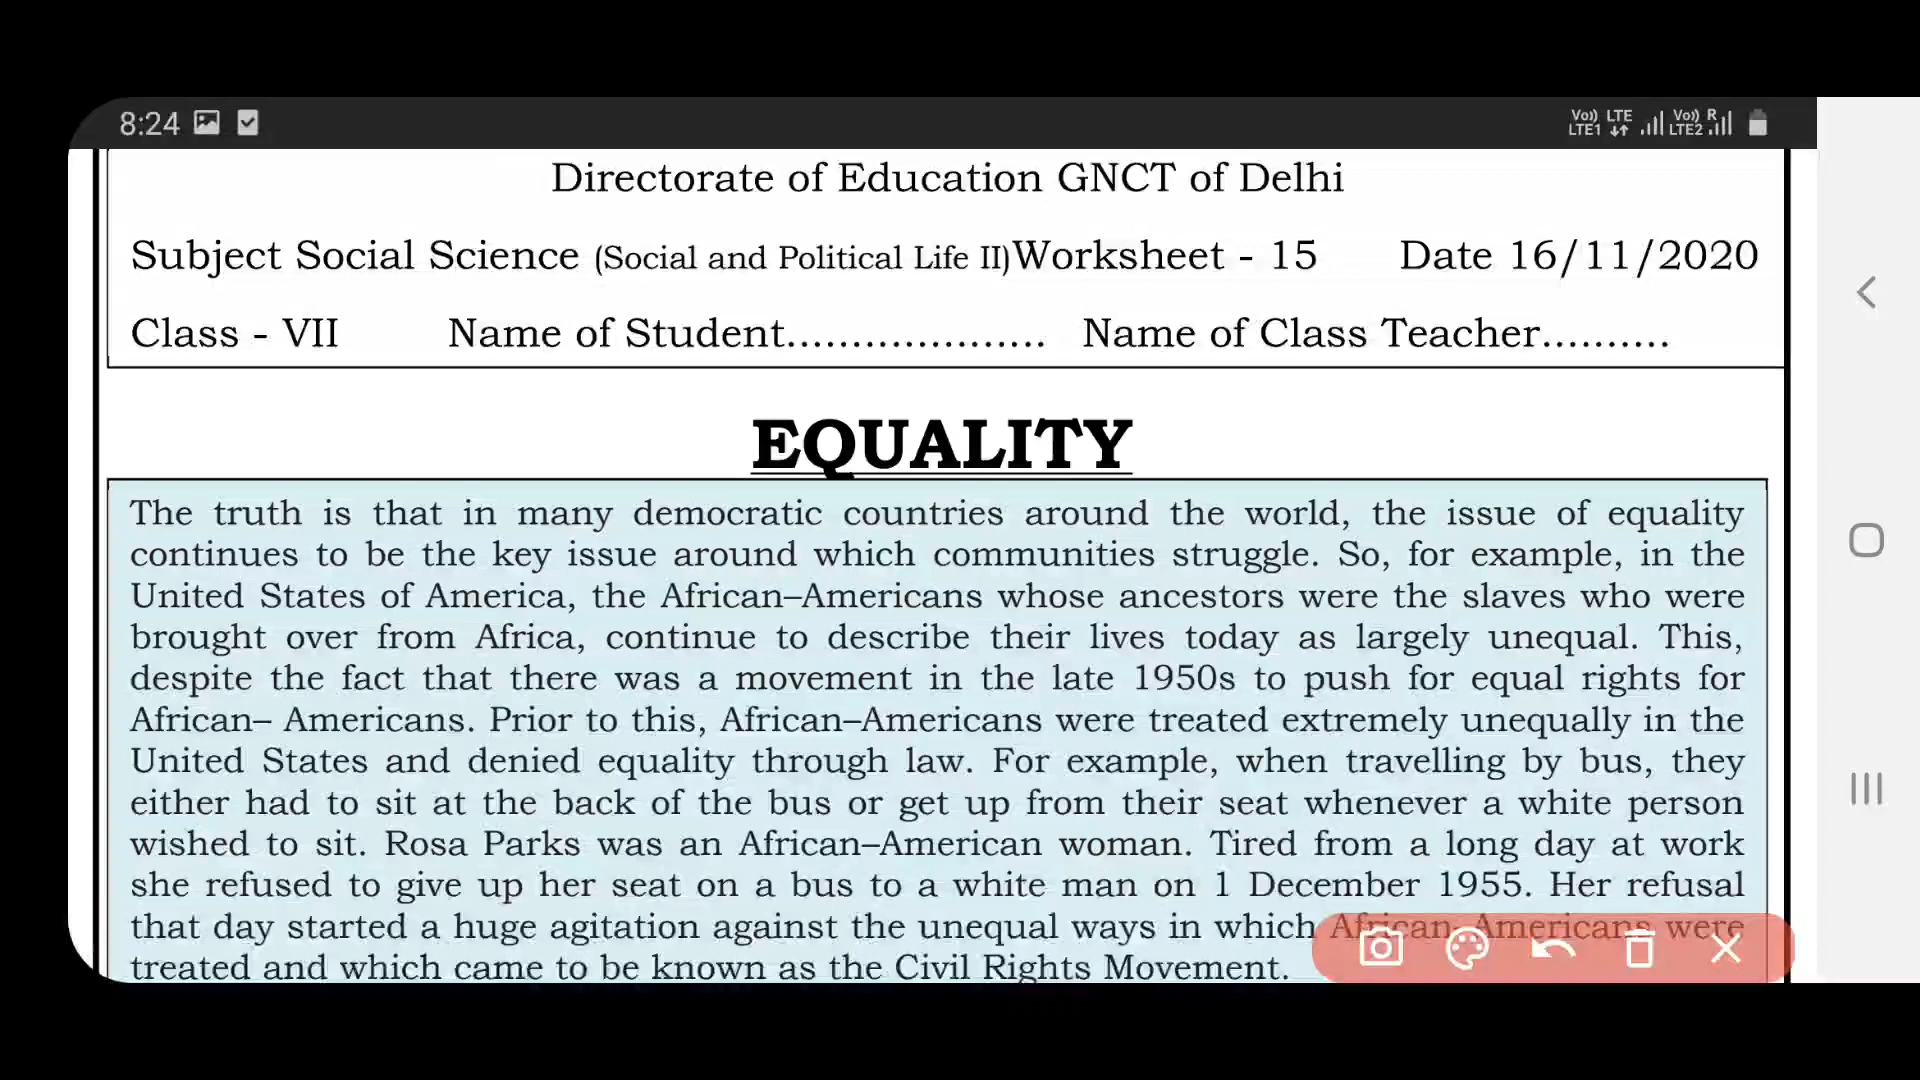 8:24
Vo) LTE
LTE1
Vo) R
LTE2
Directorate of Education GNCT of Delhi
Subject Social Science (Social and Political Life II)Worksheet - 15 Date 16/11/2020
Class - VII Name of Student.................... Name of Class Teacher..........
EQUALITY
The truth is that in many democratic countries around the world, the issue of equality
continues to be the key issue around which communities struggle. So, for example, in the
United States of America, the African–Americans whose ancestors were the slaves who were
brought over from Africa, continue to describe their lives today as largely unequal. This,
despite the fact that there was a movement in the late 1950s to push for equal rights for
African– Americans. Prior to this, African–Americans were treated extremely unequally in the
United States and denied equality through law. For example, when travelling by bus, they
either had to sit at the back of the bus or get up from their seat whenever a white person
wished to sit. Rosa Parks was an African–American woman. Tired from a long day at work
she refused to give up her seat on a bus to a white man on 1 December 1955. Her refusal
that day started a huge agitation against the unequal ways in which African–Americans were
treated and which came to be known as the Civil Rights Movement.